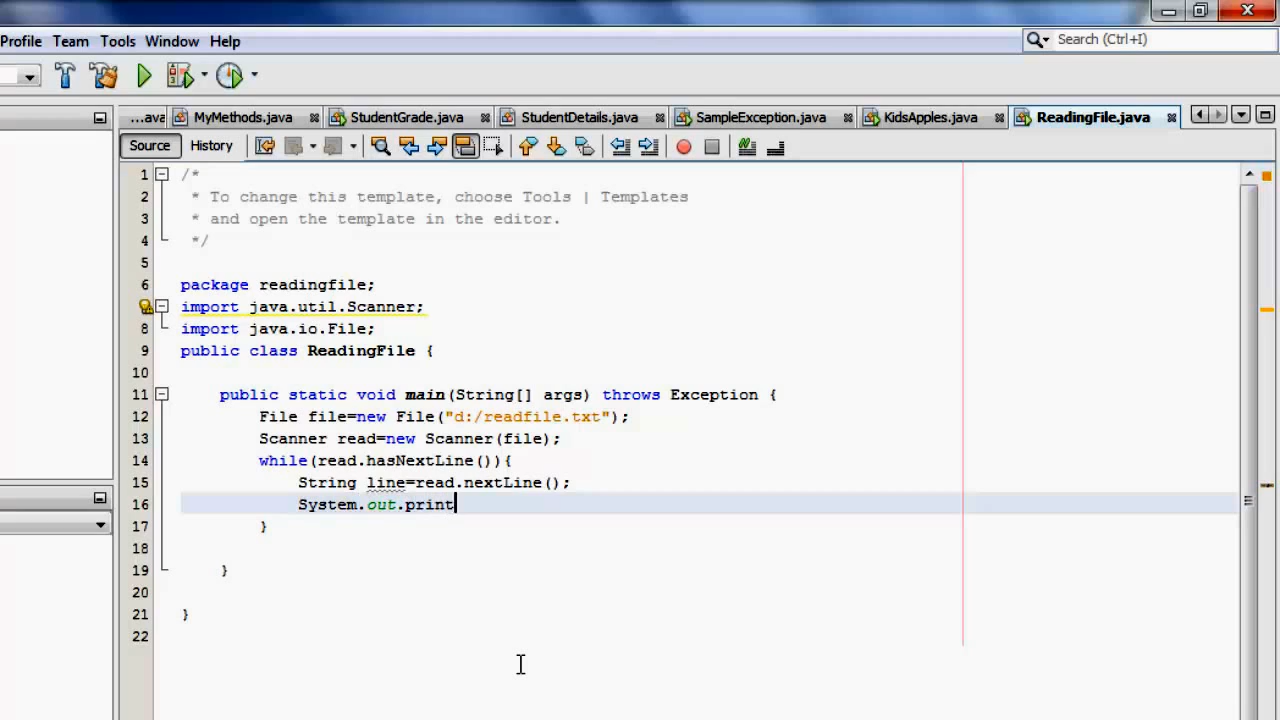 Profile Team Tools Window Help
Search (Ctrl+I)
...ava MyMethods.java StudentGrade.java StudentDetails.java SampleException.java KidsApples.java ReadingFile.java
Source History
1 /*
2 * To change this template, choose Tools | Templates
3 * and open the template in the editor.
4 */
5
6 package readingfile;
import java.util.Scanner;
8 import java.io.File;
9 public class ReadingFile {
10
11 public static void main(String[] args) throws Exception {
12 File file=new File("d:/readfile.txt");
13 Scanner read=new Scanner(file);
14 while(read.hasNextLine()){
15 String line=read.nextLine();
16 System.out.print
17 }
18
19 }
20
21 }
22